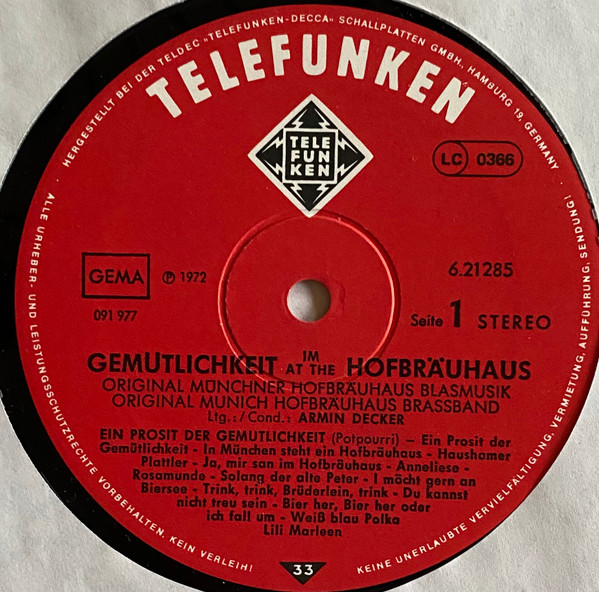 HERGESTELLT BEI DER TELDEC »TELEFUNKEN-DECCA« SCHALLPLATTEN GMBH., HAMBURG 19, GERMANY
TELEFUNKEN
TELE
FUN
KEN
LC 0366
GEMA
℗ 1972
6.21285
091 977
Seite 1 STEREO
GEMÜTLICHKEIT IM AT THE HOFBRÄUHAUS
ORIGINAL MÜNCHNER HOFBRÄUHAUS BLASMUSIK
ORIGINAL MUNICH HOFBRÄUHAUS BRASSBAND
Ltg.:/Cond.: ARMIN DECKER
EIN PROSIT DER GEMÜTLICHKEIT (Potpourri) – Ein Prosit der
Gemütlichkeit - In München steht ein Hofbräuhaus - Haushamer
Plattler - Ja, mir san im Hofbräuhaus - Anneliese -
Rosamunde - Solang der alte Peter - I möcht gern an
Biersee - Trink, trink, Brüderlein, trink - Du kannst
nicht treu sein - Bier her, Bier her oder
ich fall um - Weiß blau Polka
Lili Marleen
33
· ALLE URHEBER- UND LEISTUNGSSCHUTZRECHTE VORBEHALTEN. KEIN VERLEIH!
KEINE UNERLAUBTE VERVIELFÄLTIGUNG, VERMIETUNG, AUFFÜHRUNG, SENDUNG! ·